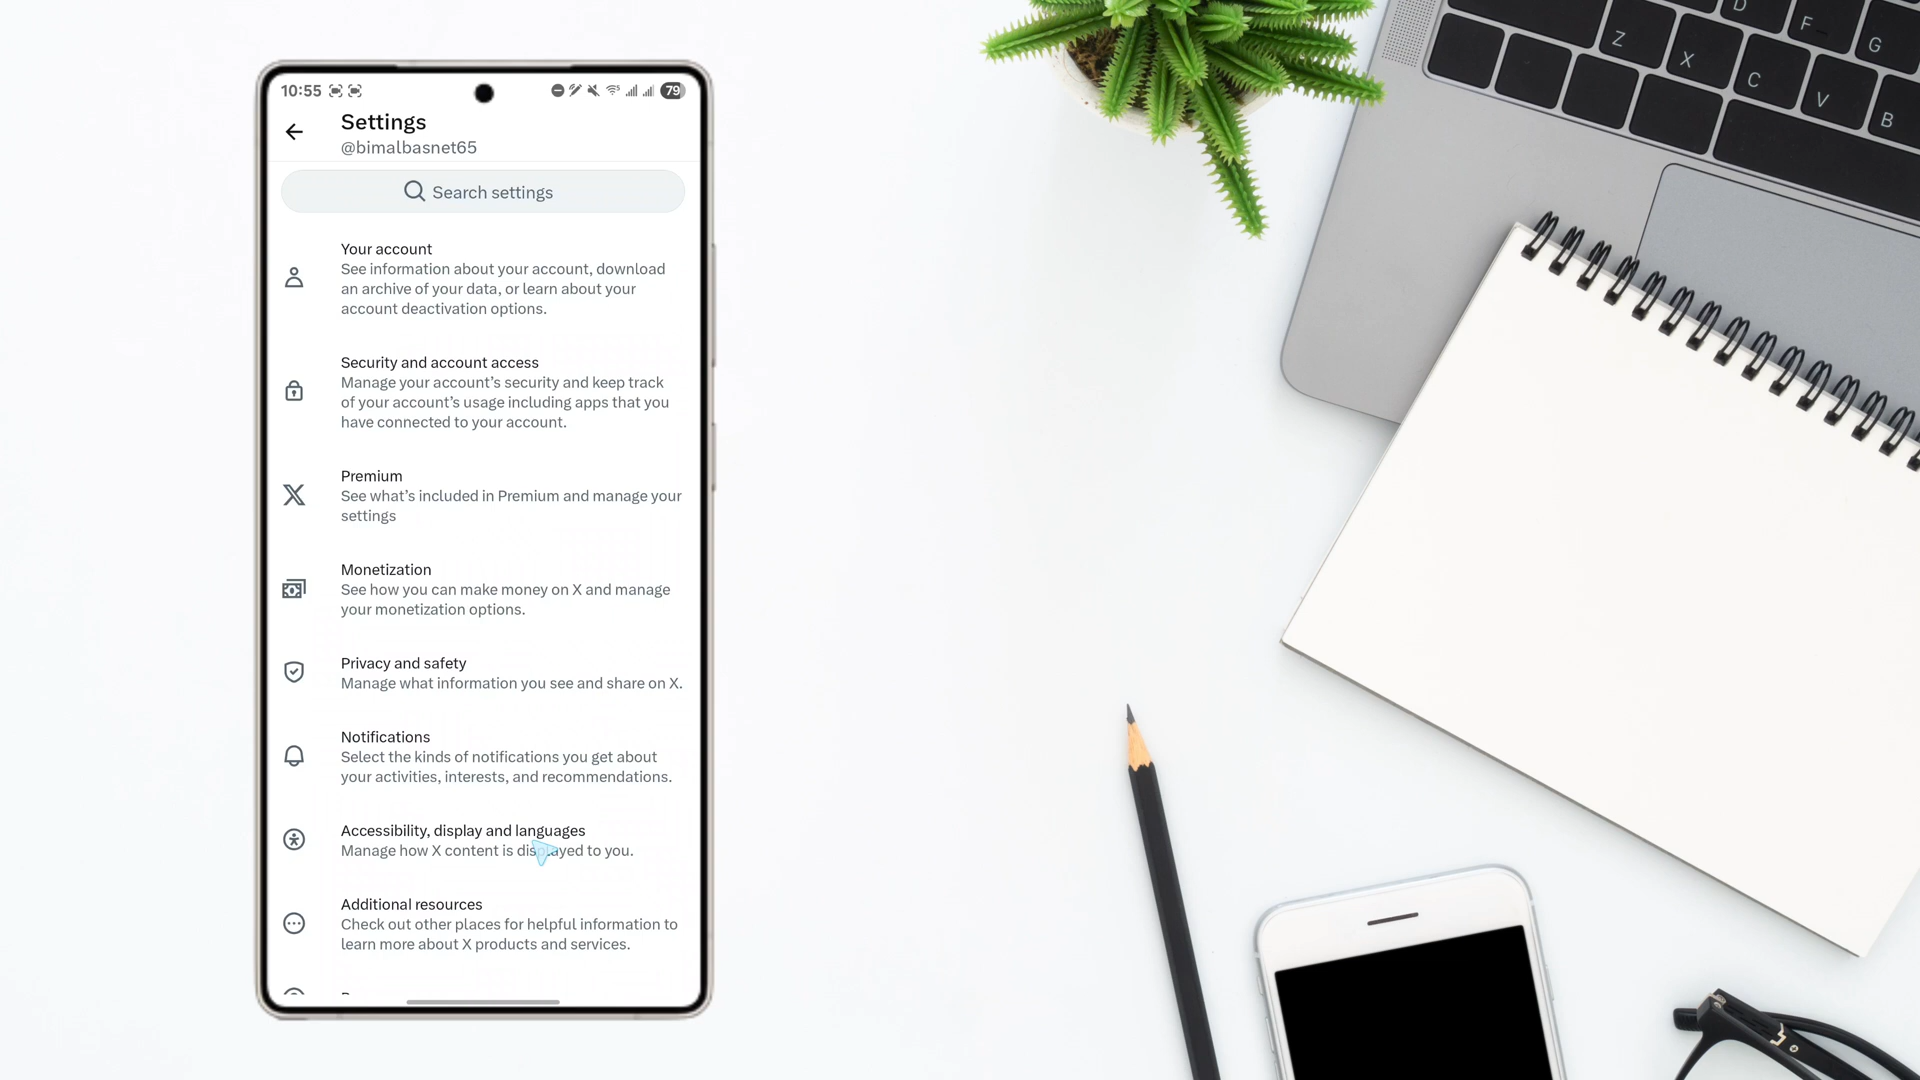 10:55
79
Settings
@bimalbasnet65
Search settings
Your account
See information about your account, download
an archive of your data, or learn about your
account deactivation options.
Security and account access
Manage your account’s security and keep track
of your account’s usage including apps that you
have connected to your account.
Premium
See what’s included in Premium and manage your
settings
Monetization
See how you can make money on X and manage
your monetization options.
Privacy and safety
Manage what information you see and share on X.
Notifications
Select the kinds of notifications you get about
your activities, interests, and recommendations.
Accessibility, display and languages
Manage how X content is displayed to you.
Additional resources
Check out other places for helpful information to
learn more about X products and services.
D
F
G
Z
X
C
V
B